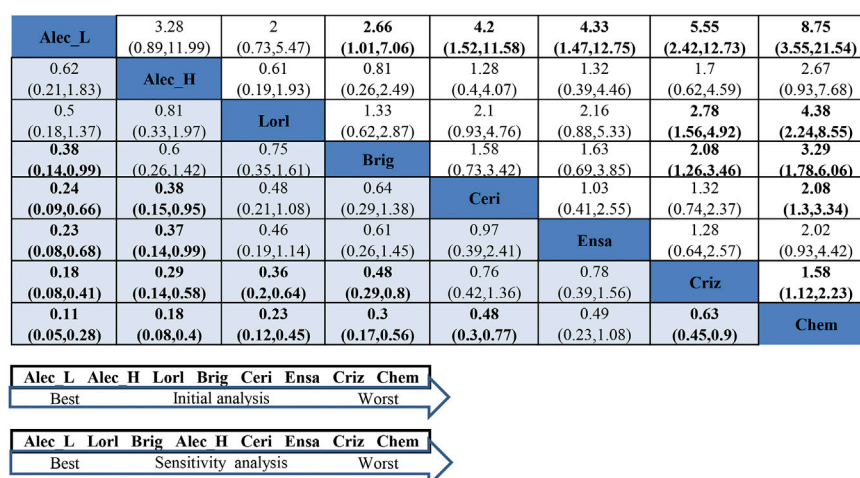 Alec_L 3.28 2 2.66 4.2 4.33 5.55 8.75
(0.89,11.99) (0.73,5.47) (1.01,7.06) (1.52,11.58) (1.47,12.75) (2.42,12.73) (3.55,21.54)
0.62 Alec_H 0.61 0.81 1.28 1.32 1.7 2.67
(0.21,1.83) (0.19,1.93) (0.26,2.49) (0.4,4.07) (0.39,4.46) (0.62,4.59) (0.93,7.68)
0.5 0.81 Lorl 1.33 2.1 2.16 2.78 4.38
(0.18,1.37) (0.33,1.97) (0.62,2.87) (0.93,4.76) (0.88,5.33) (1.56,4.92) (2.24,8.55)
0.38 0.6 0.75 Brig 1.58 1.63 2.08 3.29
(0.14,0.99) (0.26,1.42) (0.35,1.61) (0.73,3.42) (0.69,3.85) (1.26,3.46) (1.78,6.06)
0.24 0.38 0.48 0.64 Ceri 1.03 1.32 2.08
(0.09,0.66) (0.15,0.95) (0.21,1.08) (0.29,1.38) (0.41,2.55) (0.74,2.37) (1.3,3.34)
0.23 0.37 0.46 0.61 0.97 Ensa 1.28 2.02
(0.08,0.68) (0.14,0.99) (0.19,1.14) (0.26,1.45) (0.39,2.41) (0.64,2.57) (0.93,4.42)
0.18 0.29 0.36 0.48 0.76 0.78 Criz 1.58
(0.08,0.41) (0.14,0.58) (0.2,0.64) (0.29,0.8) (0.42,1.36) (0.39,1.56) (1.12,2.23)
0.11 0.18 0.23 0.3 0.48 0.49 0.63 Chem
(0.05,0.28) (0.08,0.4) (0.12,0.45) (0.17,0.56) (0.3,0.77) (0.23,1.08) (0.45,0.9)
Alec_L Alec_H Lorl Brig Ceri Ensa Criz Chem
Best Initial analysis Worst
Alec_L Lorl Brig Alec_H Ceri Ensa Criz Chem
Best Sensitivity analysis Worst